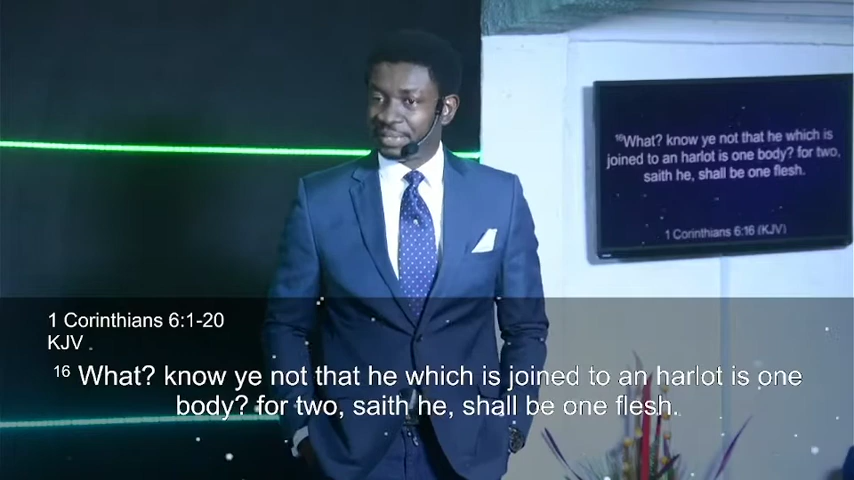 16What? know ye not that he which is
joined to an harlot is one body? for two,
saith he, shall be one flesh.
1 Corinthians 6:16 (KJV)
1 Corinthians 6:1-20
KJV
16 What? know ye not that he which is joined to an harlot is one
body? for two, saith he, shall be one flesh.